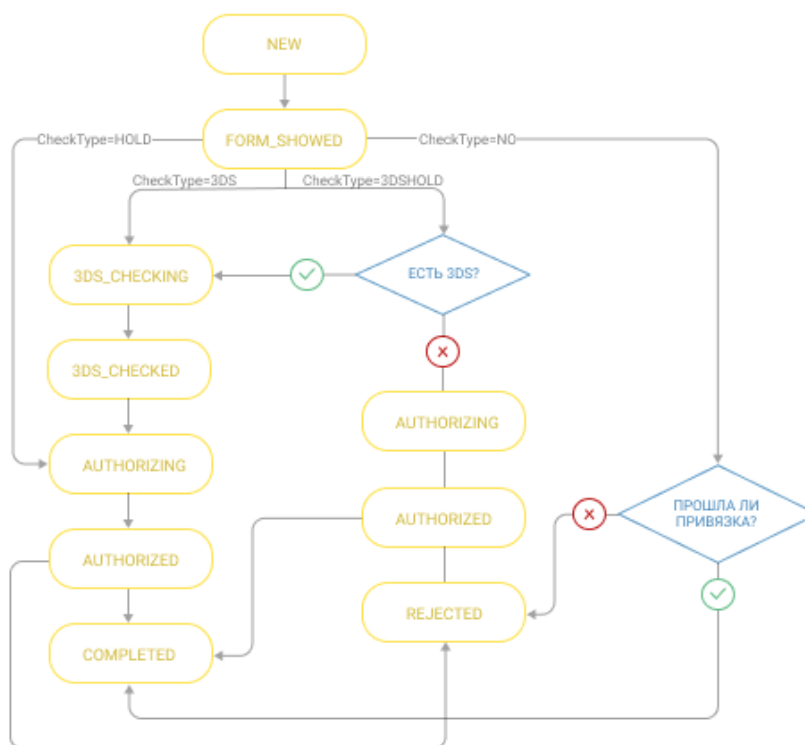 NEW
CheckType=HOLD
FORM_SHOWED
CheckType=NO
CheckType=3DS
CheckType=3DSHOLD
3DS_CHECKING
ЕСТЬ 3DS?
3DS_CHECKED
X
AUTHORIZING
AUTHORIZING
AUTHORIZED
X
ПРОШЛА ЛИ
ПРИВЯЗКА?
AUTHORIZED
REJECTED
COMPLETED